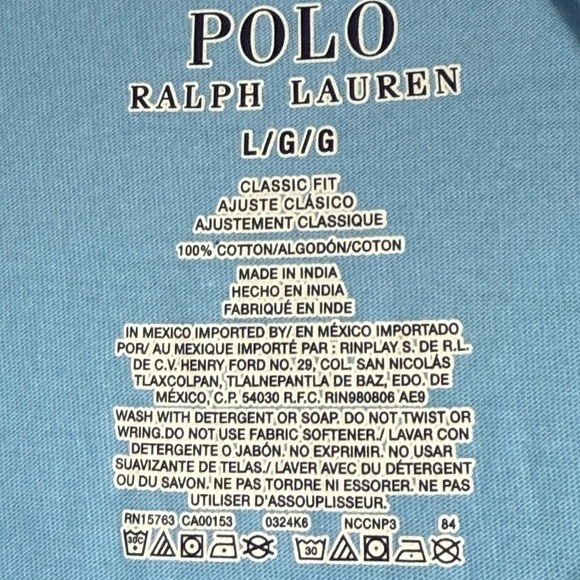 POLO
RALPH LAUREN
L/G/G
CLASSIC FIT
AJUSTE CLÁSICO
AJUSTEMENT CLASSIQUE
100% COTTON/ALGODÓN/COTON
MADE IN INDIA
HECHO EN INDIA
FABRIQUÉ EN INDE
IN MEXICO IMPORTED BY/ EN MÉXICO IMPORTADO
POR/ AU MEXIQUE IMPORTÉ PAR : RINPLAY S. DE R.L.
DE C.V. HENRY FORD NO. 29, COL. SAN NICOLÁS
TLAXCOLPAN, TLALNEPANTLA DE BAZ, EDO. DE
MÉXICO, C.P. 54030 R.F.C. RIN980806 AE9
WASH WITH DETERGENT OR SOAP. DO NOT TWIST OR
WRING.DO NOT USE FABRIC SOFTENER./ LAVAR CON
DETERGENTE O JABÓN. NO EXPRIMIR. NO USAR
SUAVIZANTE DE TELAS./ LAVER AVEC DU DÉTERGENT
OU DU SAVON. NE PAS TORDRE NI ESSORER. NE PAS
UTILISER D'ASSOUPLISSEUR.
RN15763 CA00153 0324K6 NCCNP3 84
30C 30